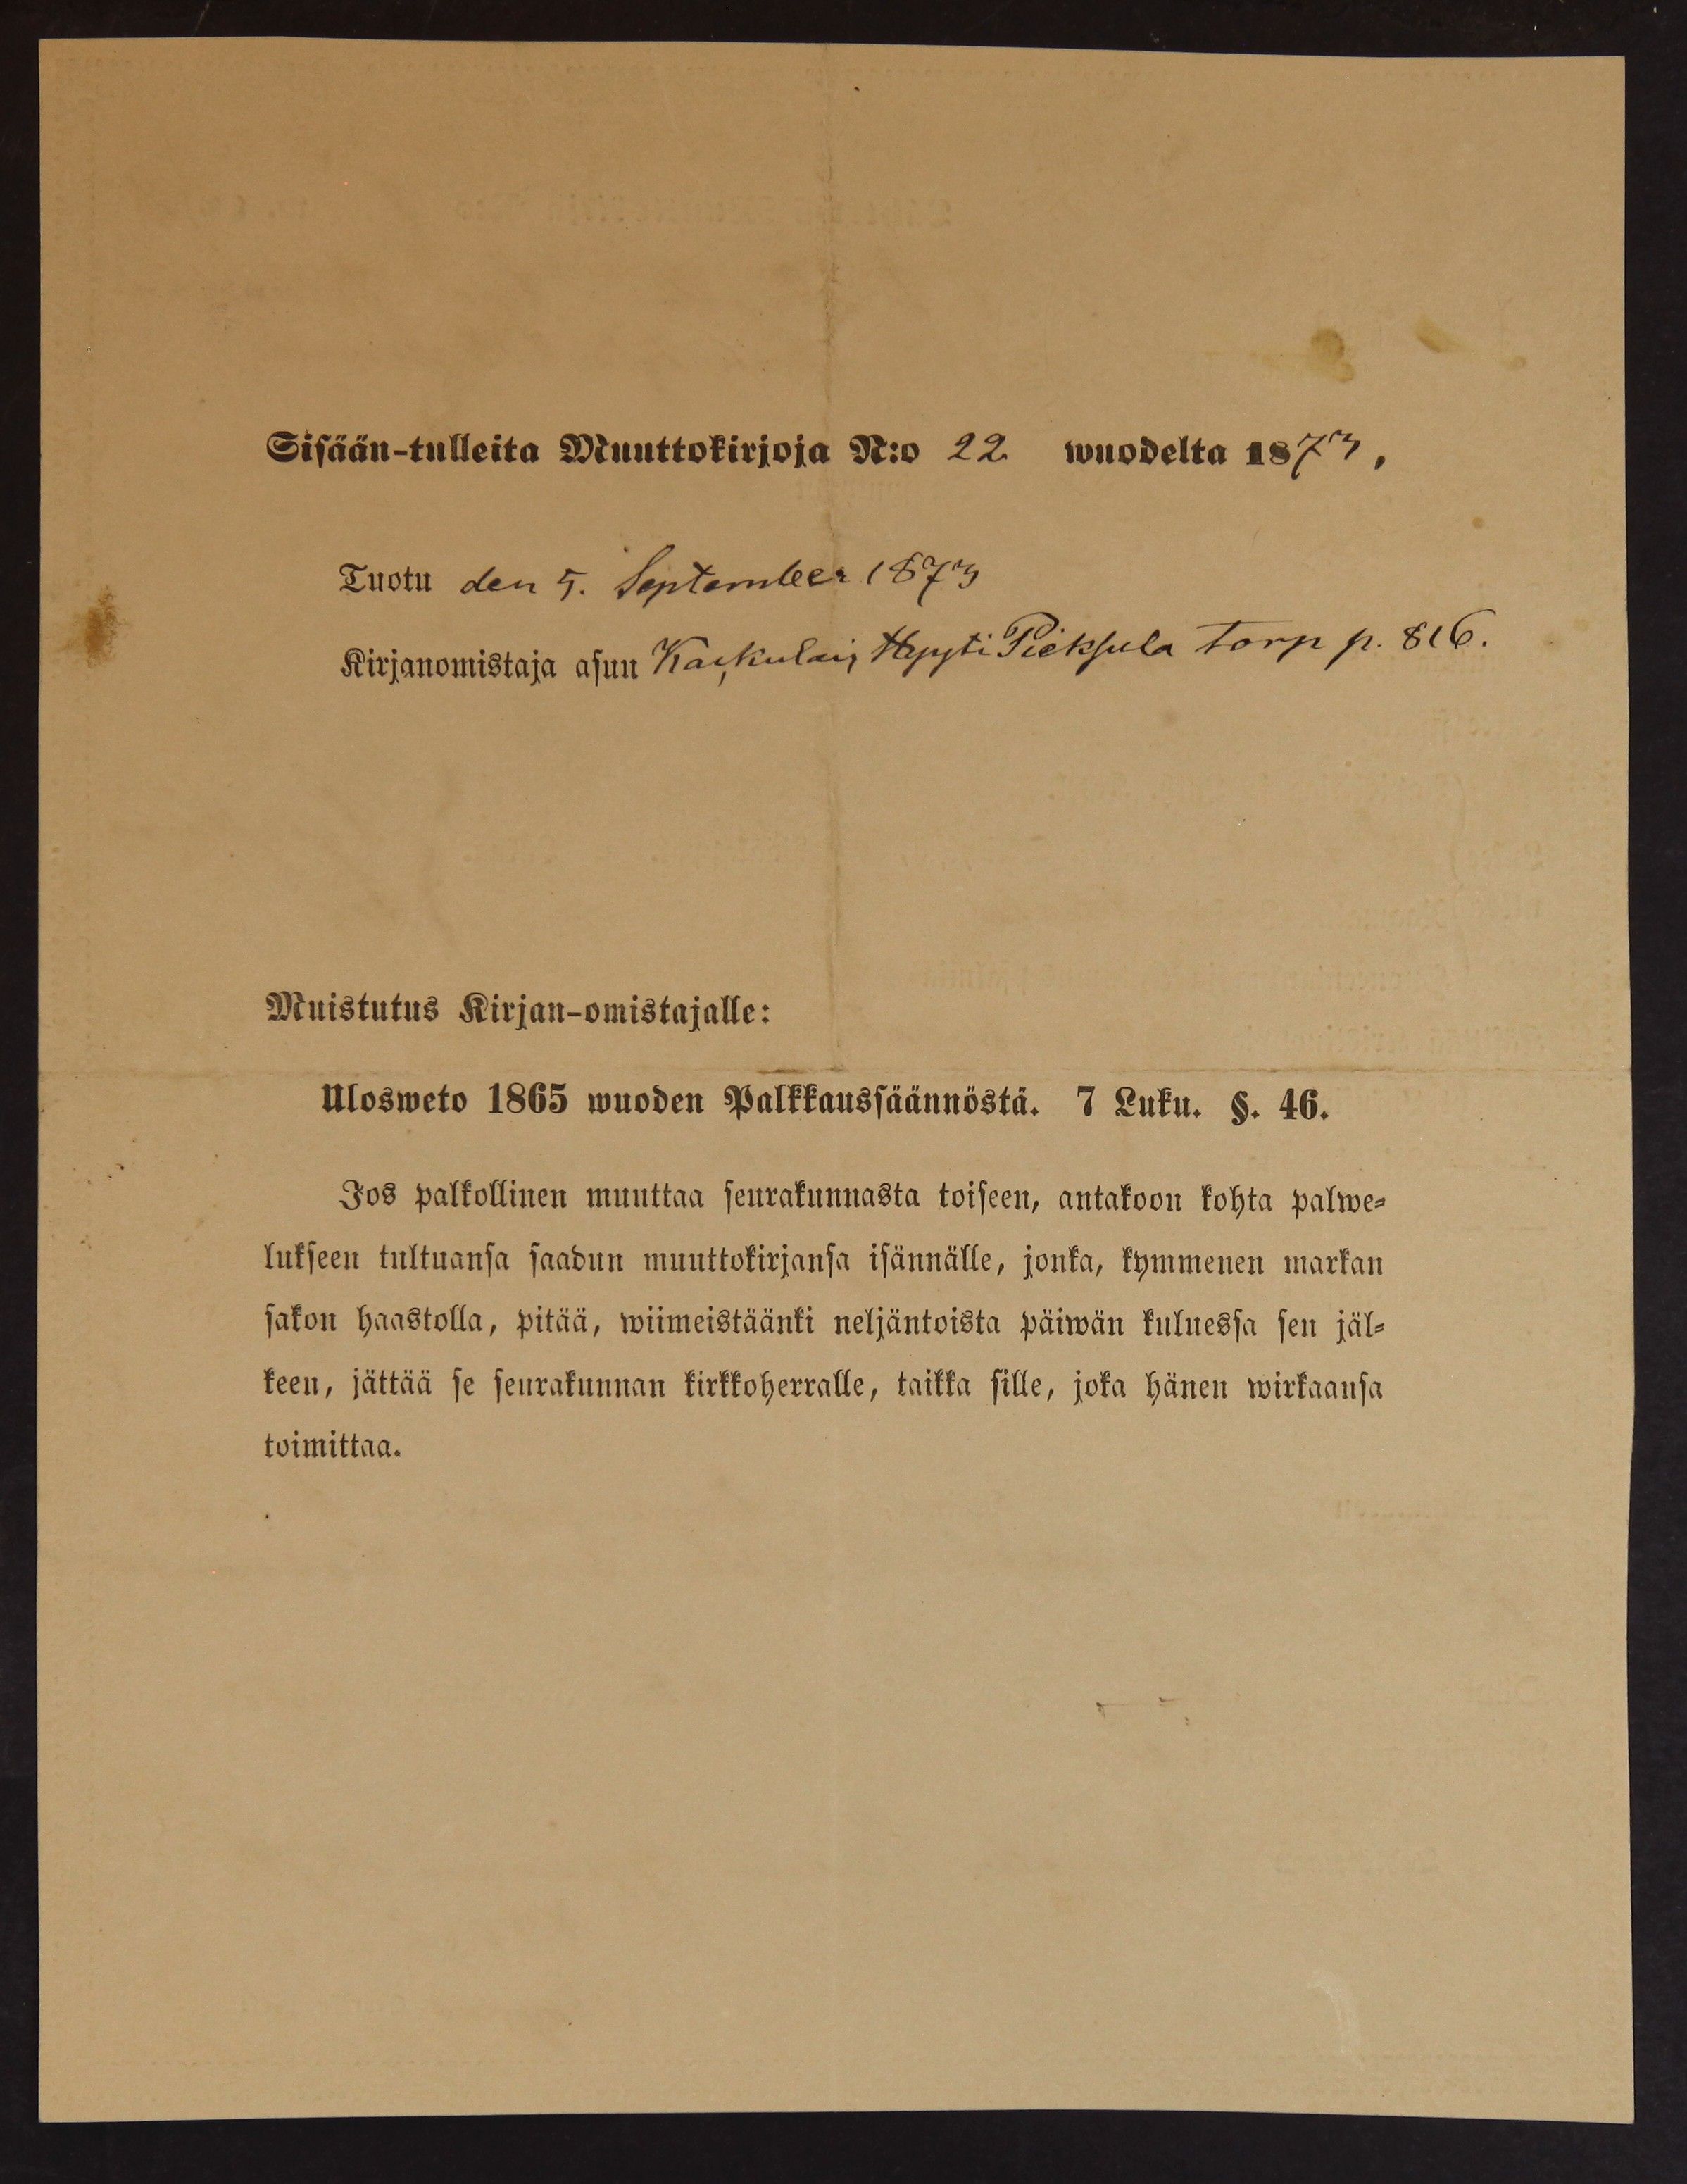 Sisään-tulleita Muuttokirjoja N:o 22 wuodelta 1873,
Tuotu den 5. September 1873
Kirjanomistaja asuu Karkulais Hyyti Pieksula torp p. 816.
Muistutus Kirjan-omistajalle:
Ulosweto 1865 wuoden Palkkaussäännöstä. 7 Luku. §. 46.
Jos palkollinen muuttaa seurakunnasta toiseen, antakoon kohta palwe-
lukseen tultuansa saadun muuttokirjansa isännälle, jonka, kymmenen markan
sakon haastolla, pitää, wiimeistäänki neljäntoista päiwän kuluessa sen jäl-
keen, jättää se seurakunnan kirkkoherralle, taikka sille, joka hänen wirkaansa
toimittaa.